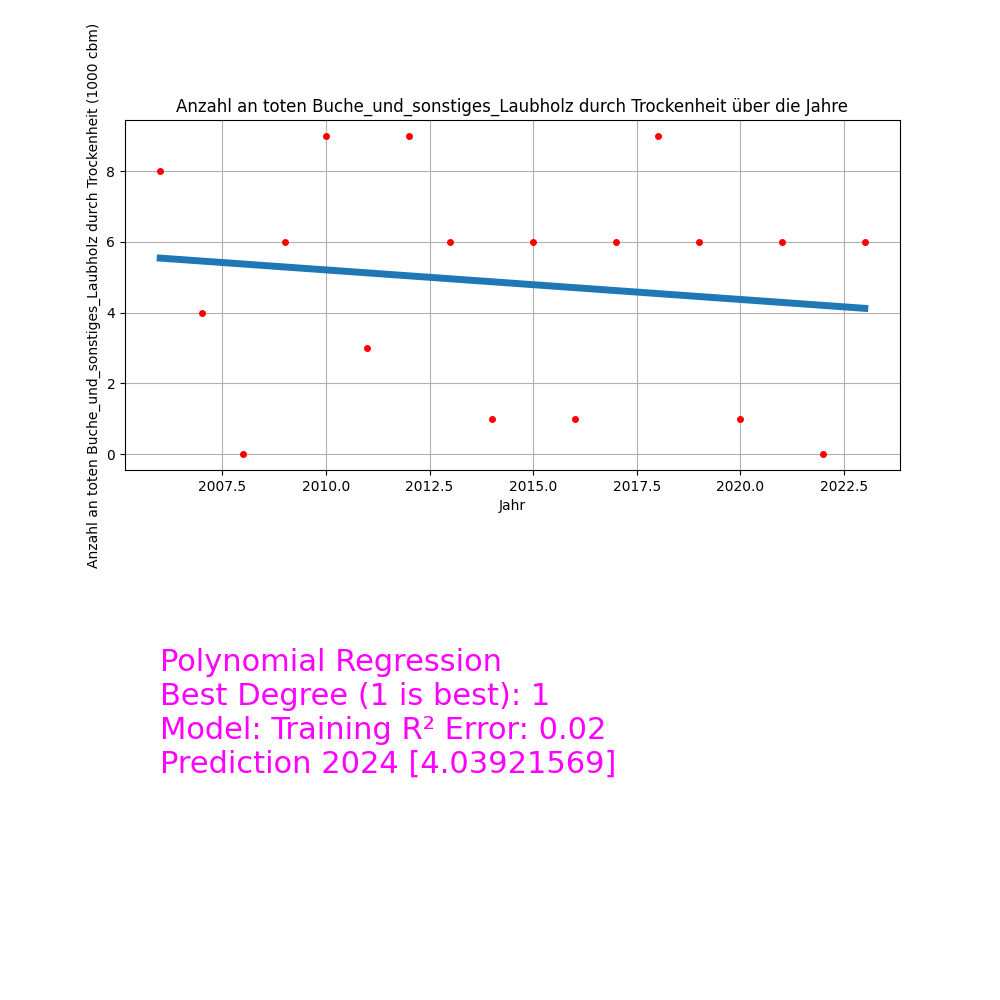 Anzahl an toten Buche_und_sonstiges_Laubholz durch Trockenheit über die Jahre
Anzahl an toten Buche_und_sonstiges_Laubholz durch Trockenheit (1000 cbm)
8
6
4
2
0
2007.5 2010.0 2012.5 2015.0 2017.5 2020.0 2022.5
Jahr
Polynomial Regression
Best Degree (1 is best): 1
Model: Training R² Error: 0.02
Prediction 2024 [4.03921569]